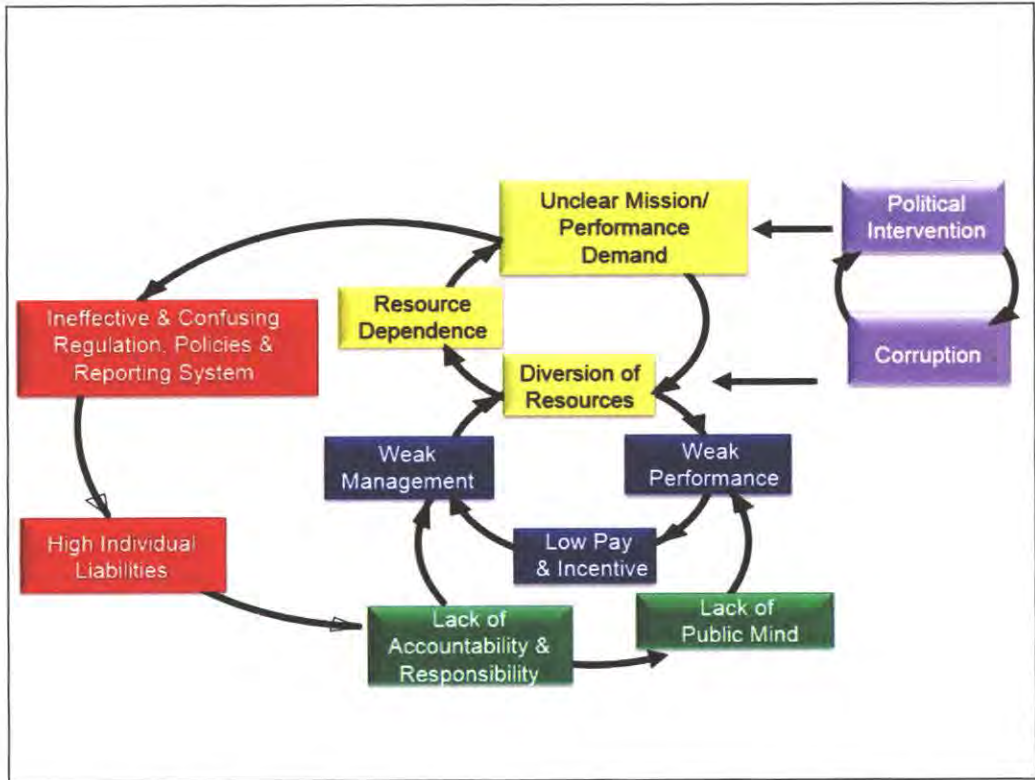 Unclear Mission/
Performance
Demand
Political
Intervention
Resource
Dependence
Ineffective & Confusing
Regulation, Policies &
Reporting System
Corruption
Diversion of
Resources
Weak
Management
Weak
Performance
High Individual
Liabilities
Low Pay
& Incentive
Lack of
Accountability &
Responsibility
Lack of
Public Mind